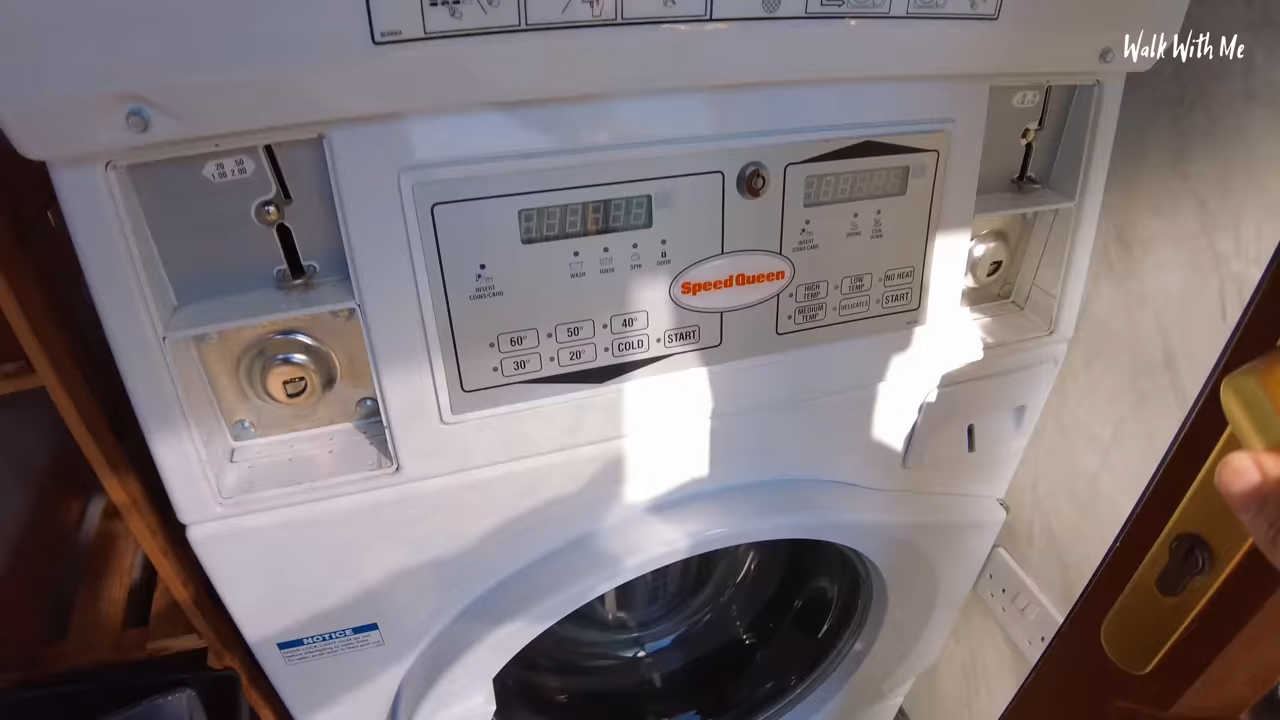 Walk With Me
.20 .50
1.00 2.00
INSERT
COINS/CARD
WASH
RINSE
SPIN
DOOR
60°
50°
40°
30°
20°
COLD
START
SpeedQueen
INSERT
COINS/CARD
DRYING
COOL
DOWN
HIGH
TEMP
LOW
TEMP
NO HEAT
MEDIUM
TEMP
DELICATES
START
NOTICE